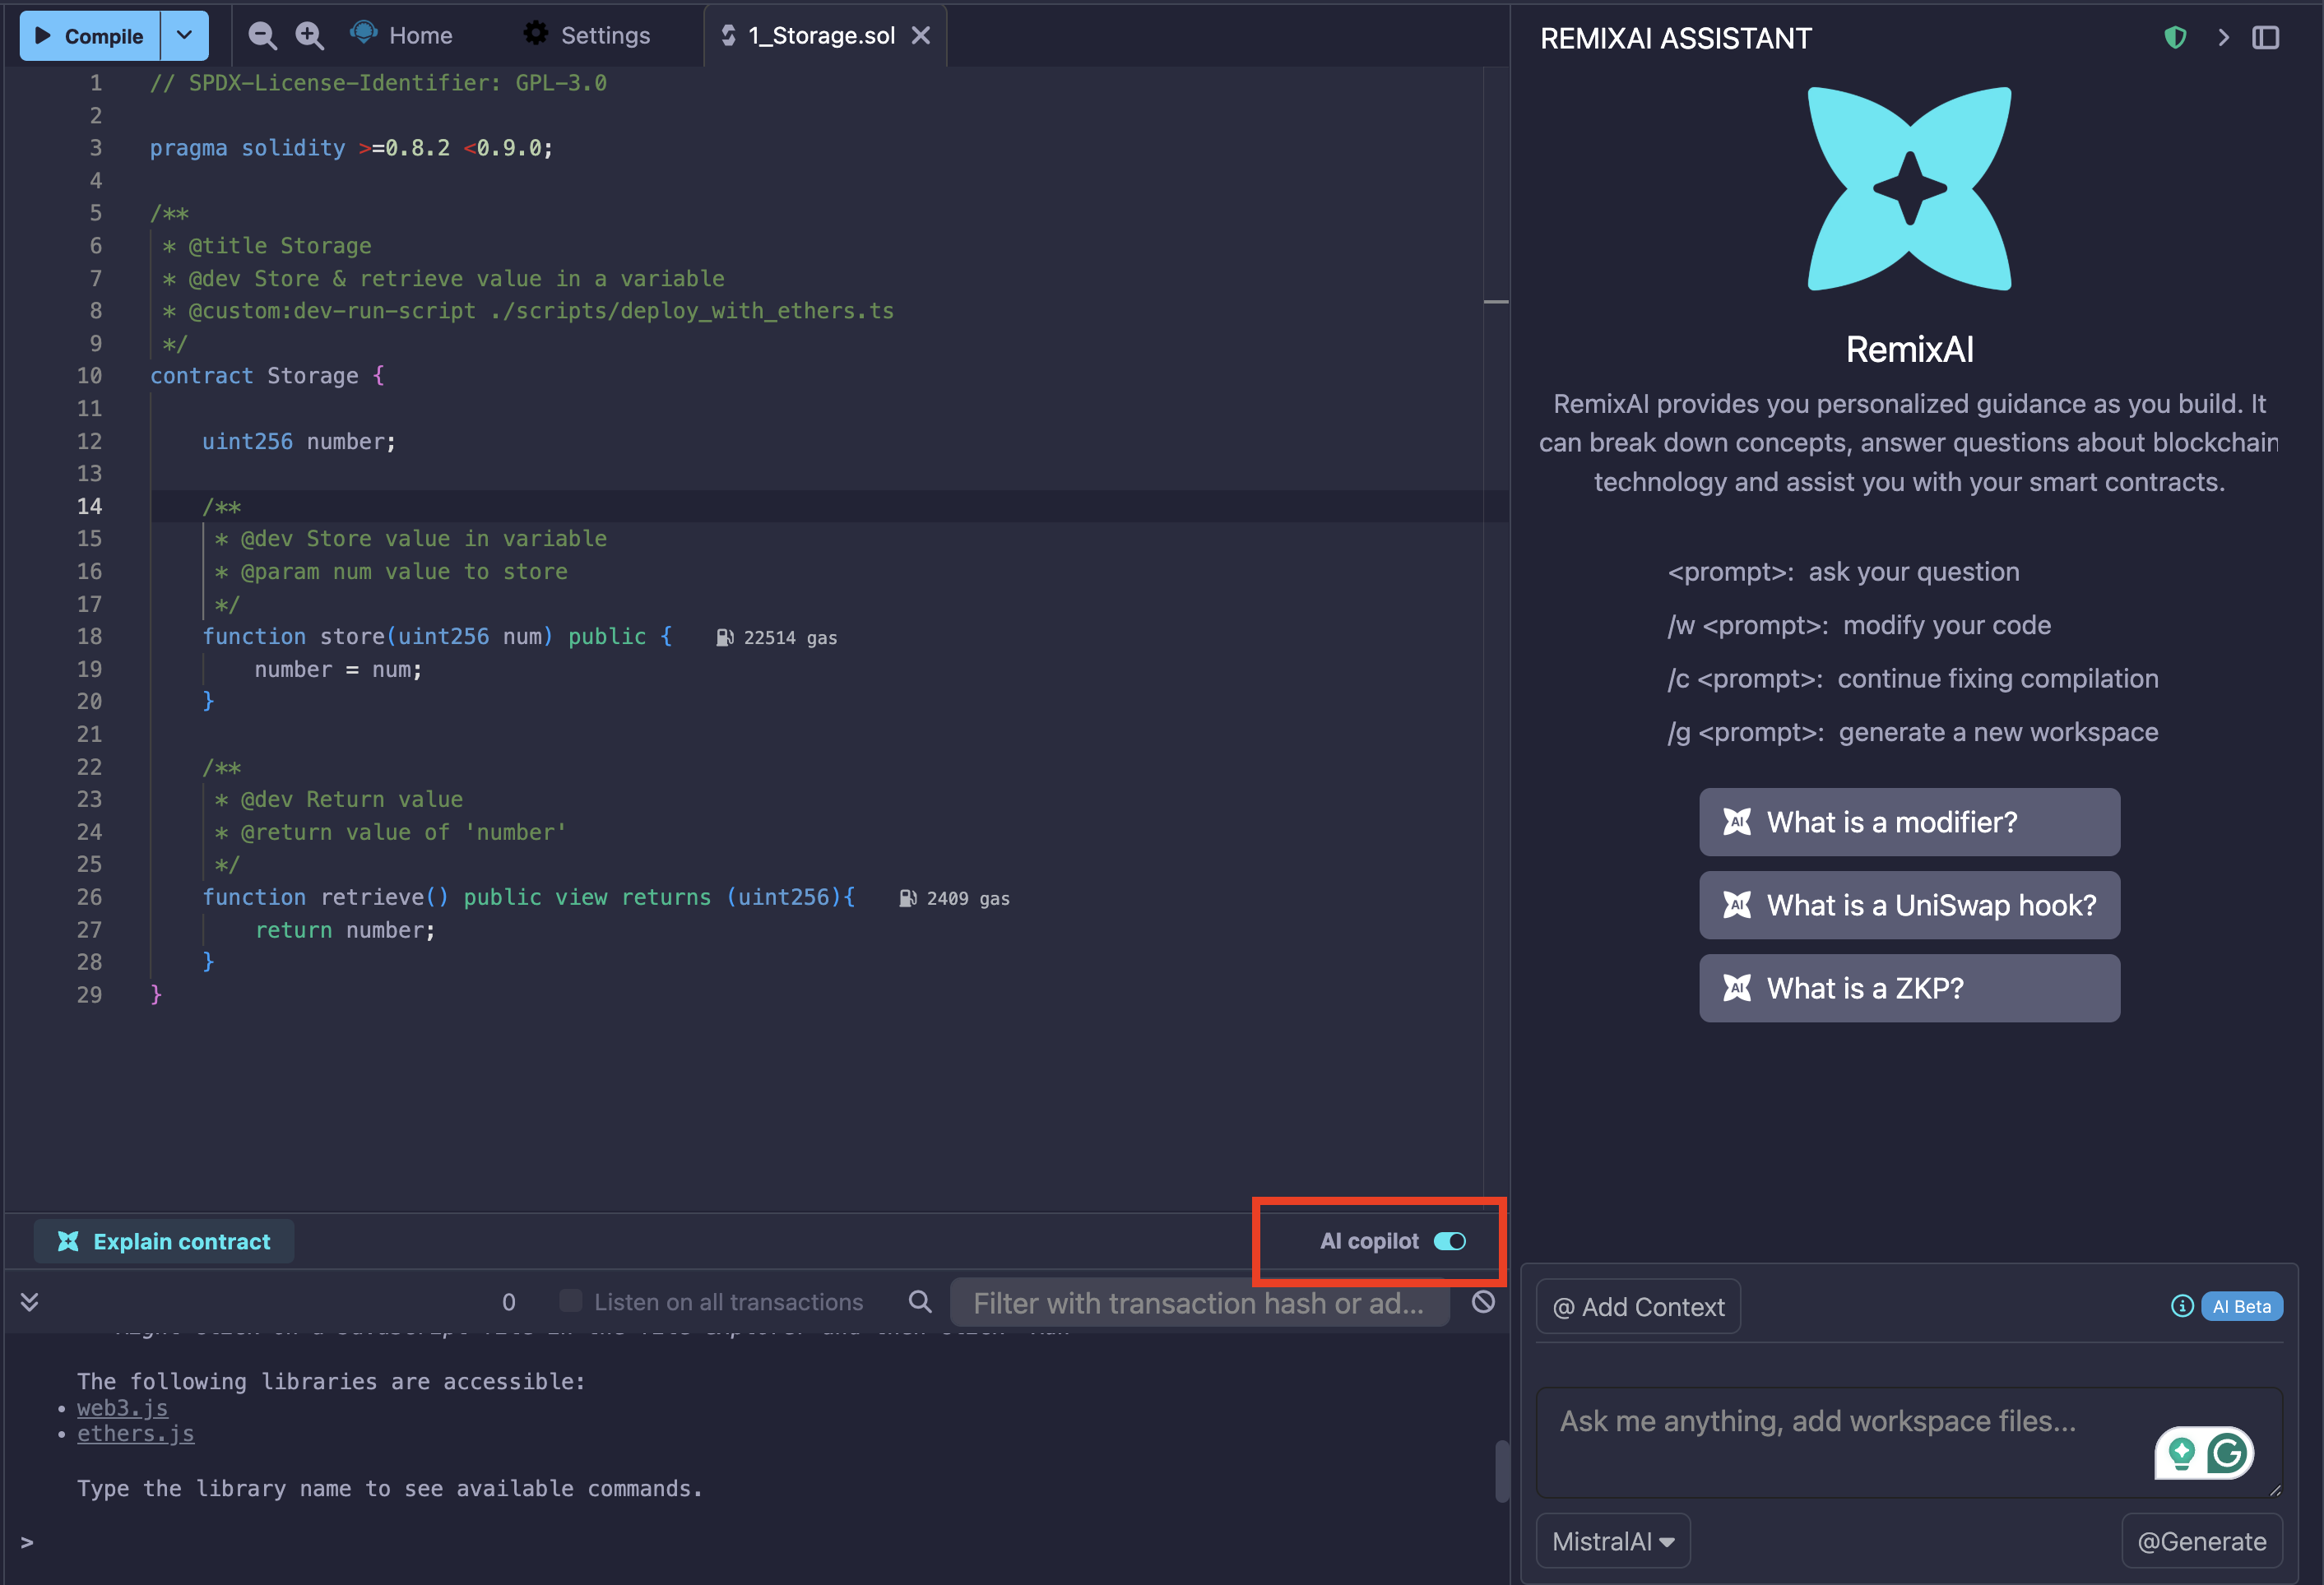 Compile
Home
Settings
1_Storage.sol
1 // SPDX-License-Identifier: GPL-3.0
2
3 pragma solidity >=0.8.2 <0.9.0;
4
5 /**
6 * @title Storage
7 * @dev Store & retrieve value in a variable
8 * @custom:dev-run-script ./scripts/deploy_with_ethers.ts
9 */
10 contract Storage {
11
12 uint256 number;
13
14 /**
15 * @dev Store value in variable
16 * @param num value to store
17 */
18 function store(uint256 num) public { 22514 gas
19 number = num;
20 }
21
22 /**
23 * @dev Return value
24 * @return value of 'number'
25 */
26 function retrieve() public view returns (uint256){ 2409 gas
27 return number;
28 }
29 }
Explain contract
AI copilot
0 Listen on all transactions
Filter with transaction hash or ad...
The following libraries are accessible:
• web3.js
• ethers.js
Type the library name to see available commands.
>
REMIXAI ASSISTANT
RemixAI
RemixAI provides you personalized guidance as you build. It
can break down concepts, answer questions about blockchain
technology and assist you with your smart contracts.
<prompt>: ask your question
/w <prompt>: modify your code
/c <prompt>: continue fixing compilation
/g <prompt>: generate a new workspace
AI What is a modifier?
AI What is a UniSwap hook?
AI What is a ZKP?
@ Add Context
AI Beta
Ask me anything, add workspace files...
MistralAI
@Generate